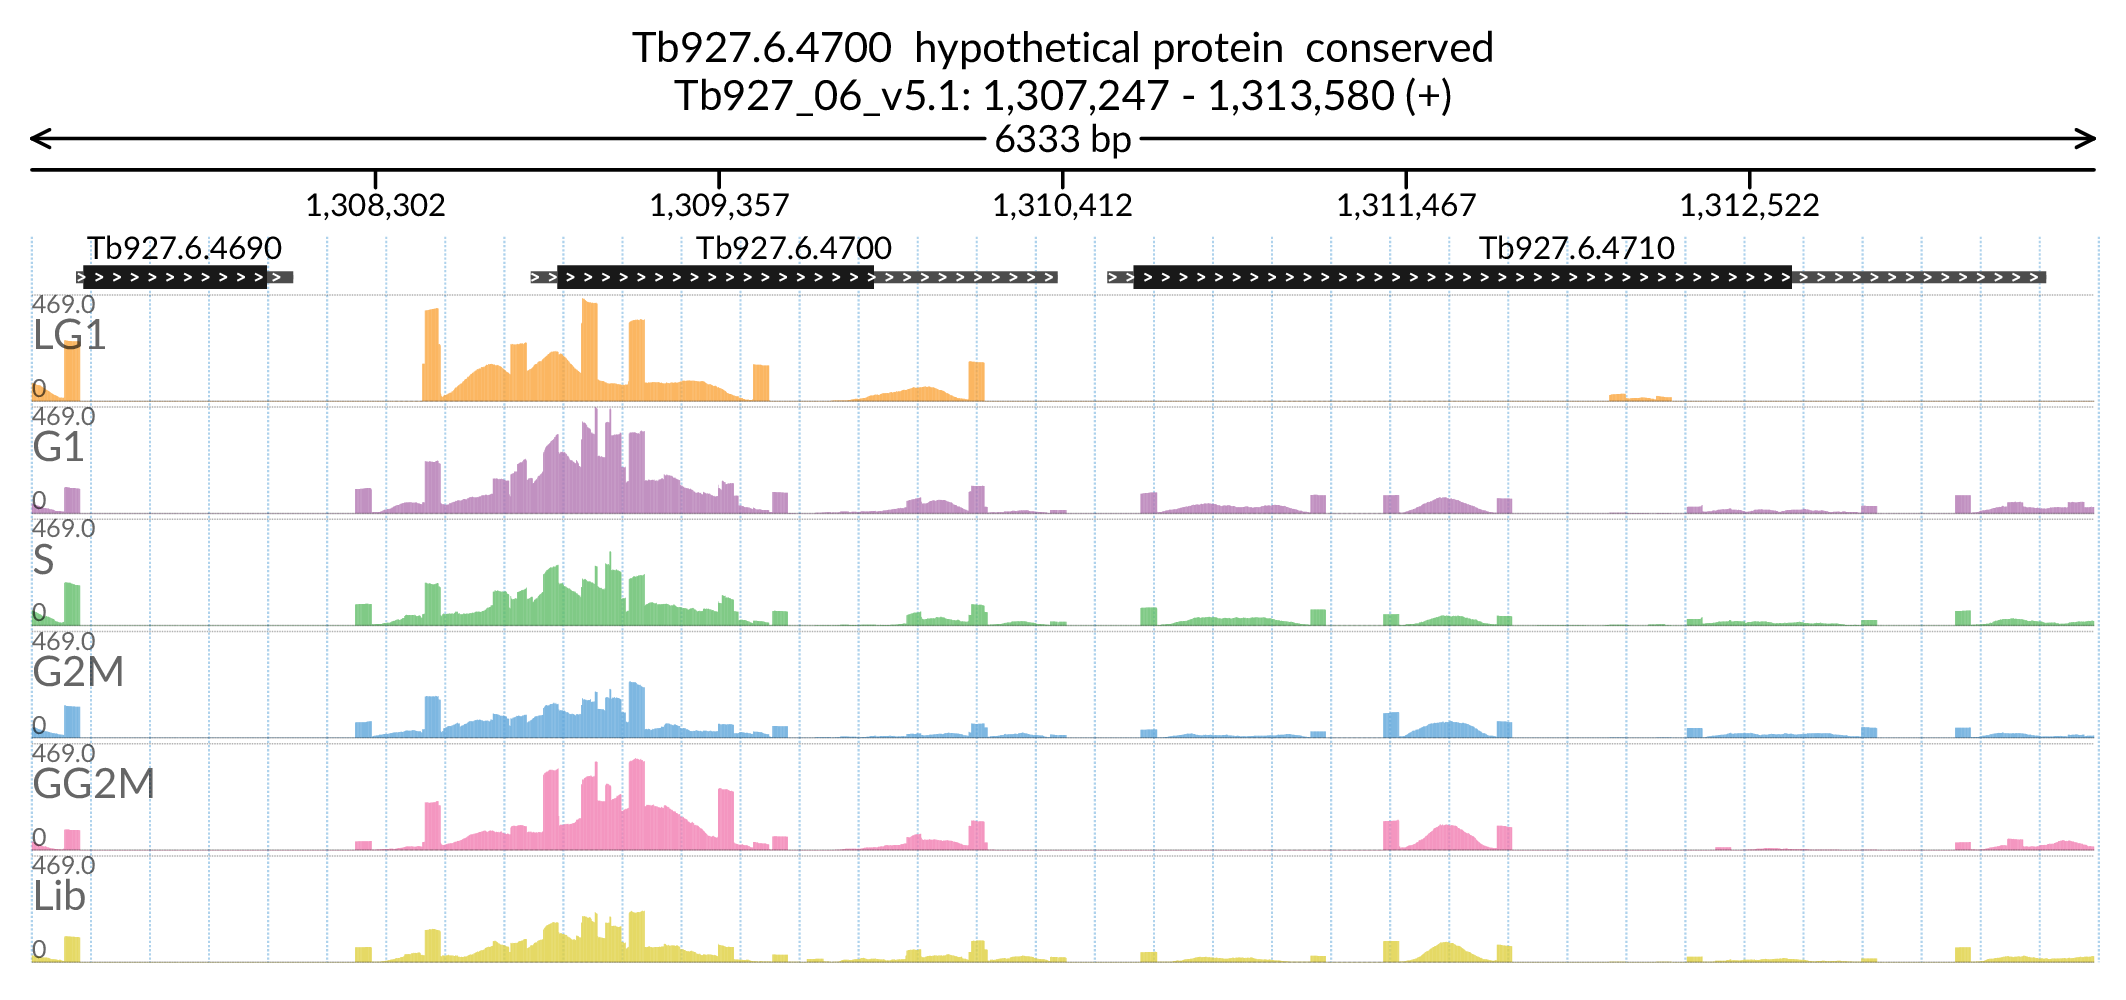 Tb927.6.4700 hypothetical protein conserved
Tb927_06_v5.1: 1,307,247 - 1,313,580 (+)
6333 bp
1,308,302 1,309,357 1,310,412 1,311,467 1,312,522
Tb927.6.4690 Tb927.6.4700 Tb927.6.4710
469.0
LG1
0
469.0
G1
0
469.0
S
0
469.0
G2M
0
469.0
GG2M
0
469.0
Lib
0